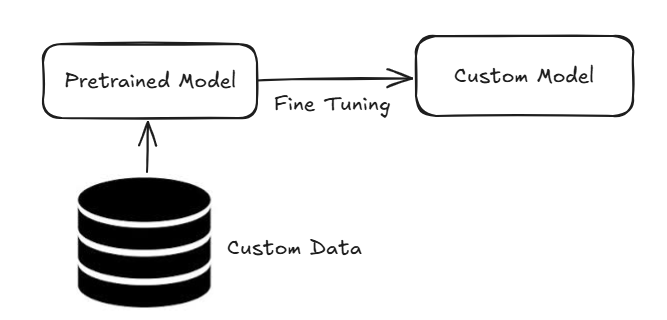 Pretrained Model
Custom Model
Fine Tuning
Custom Data